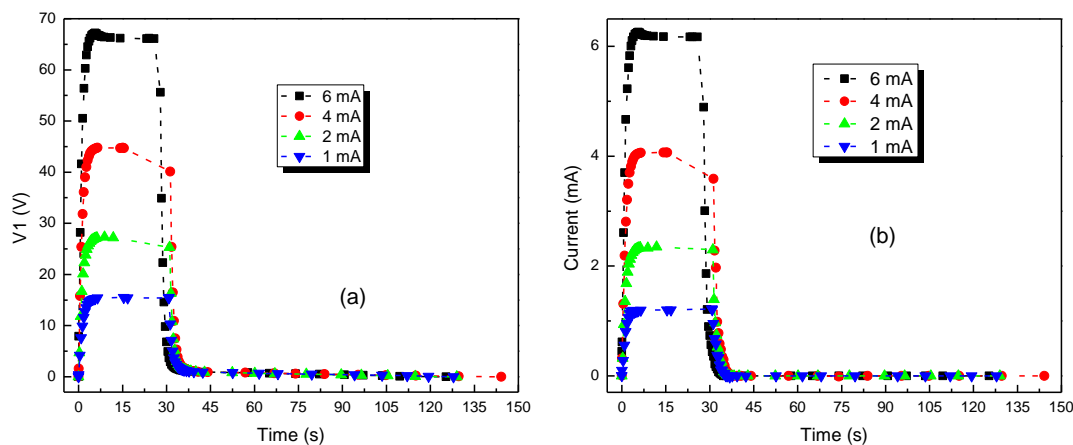 70
60
50
40
30
20
10
0
V1 (V)
6 mA
4 mA
2 mA
1 mA
(a)
0 15 30 45 60 75 90 105 120 135 150
Time (s)
6
4
2
0
Current (mA)
6 mA
4 mA
2 mA
1 mA
(b)
0 15 30 45 60 75 90 105 120 135 150
Time (s)